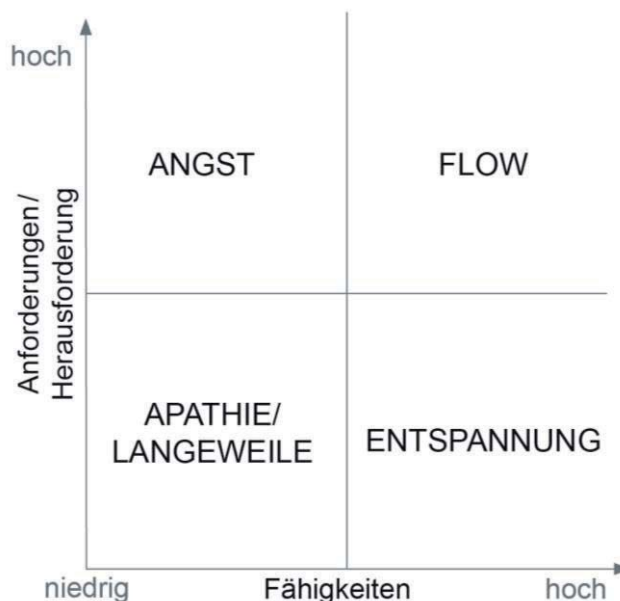 hoch
Anforderungen/
Herausforderung
ANGST
FLOW
APATHIE/
LANGEWEILE
ENTSPANNUNG
niedrig
Fähigkeiten
hoch